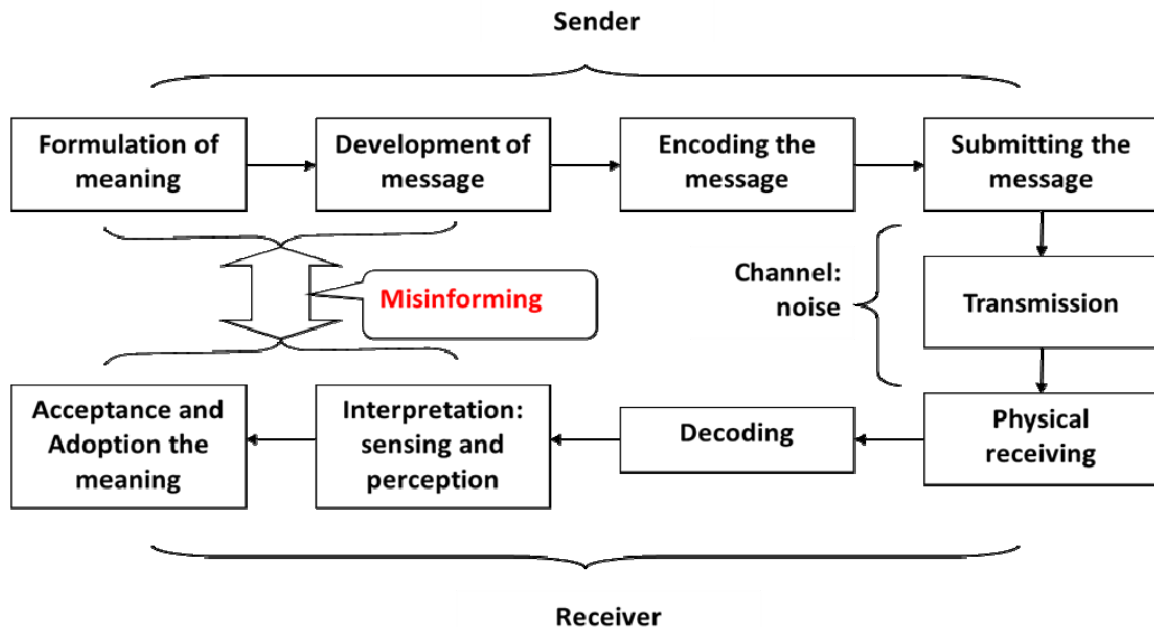 Sender
Formulation of
meaning
Development of
message
Encoding the
message
Submitting the
message
Channel:
noise
Transmission
Misinforming
Acceptance and
Adoption the
meaning
Interpretation:
sensing and
perception
Decoding
Physical
receiving
Receiver